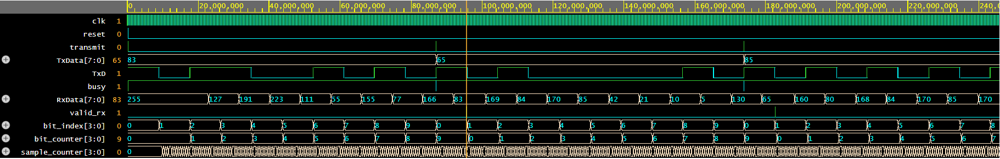 0 20,000,000 40,000,000 60,000,000 80,000,000 100,000,000 120,000,000 140,000,000 160,000,000 180,000,000 200,000,000 220,000,000 240,0
clk 1
reset 0
transmit 0
TxData[7:0] 65 83 65 85
TxD 1
busy 1
RxData[7:0] 83 255 127 191 223 111 55 155 77 166 83 169 84 170 85 42 21 10 5 130 65 160 80 168 84 170 85 170
valid_rx 1
bit_index[3:0] 0 0 1 2 3 4 5 6 7 8 9 0 1 2 3 4 5 6 7 8 9 0 1 2 3 4 5 6 7 8
bit_counter[3:0] 9 0 1 2 3 4 5 6 7 8 9 0 1 2 3 4 5 6 7 8 9 0 1 2 3 4 5 6 7
sample_counter[3:0] 0 0